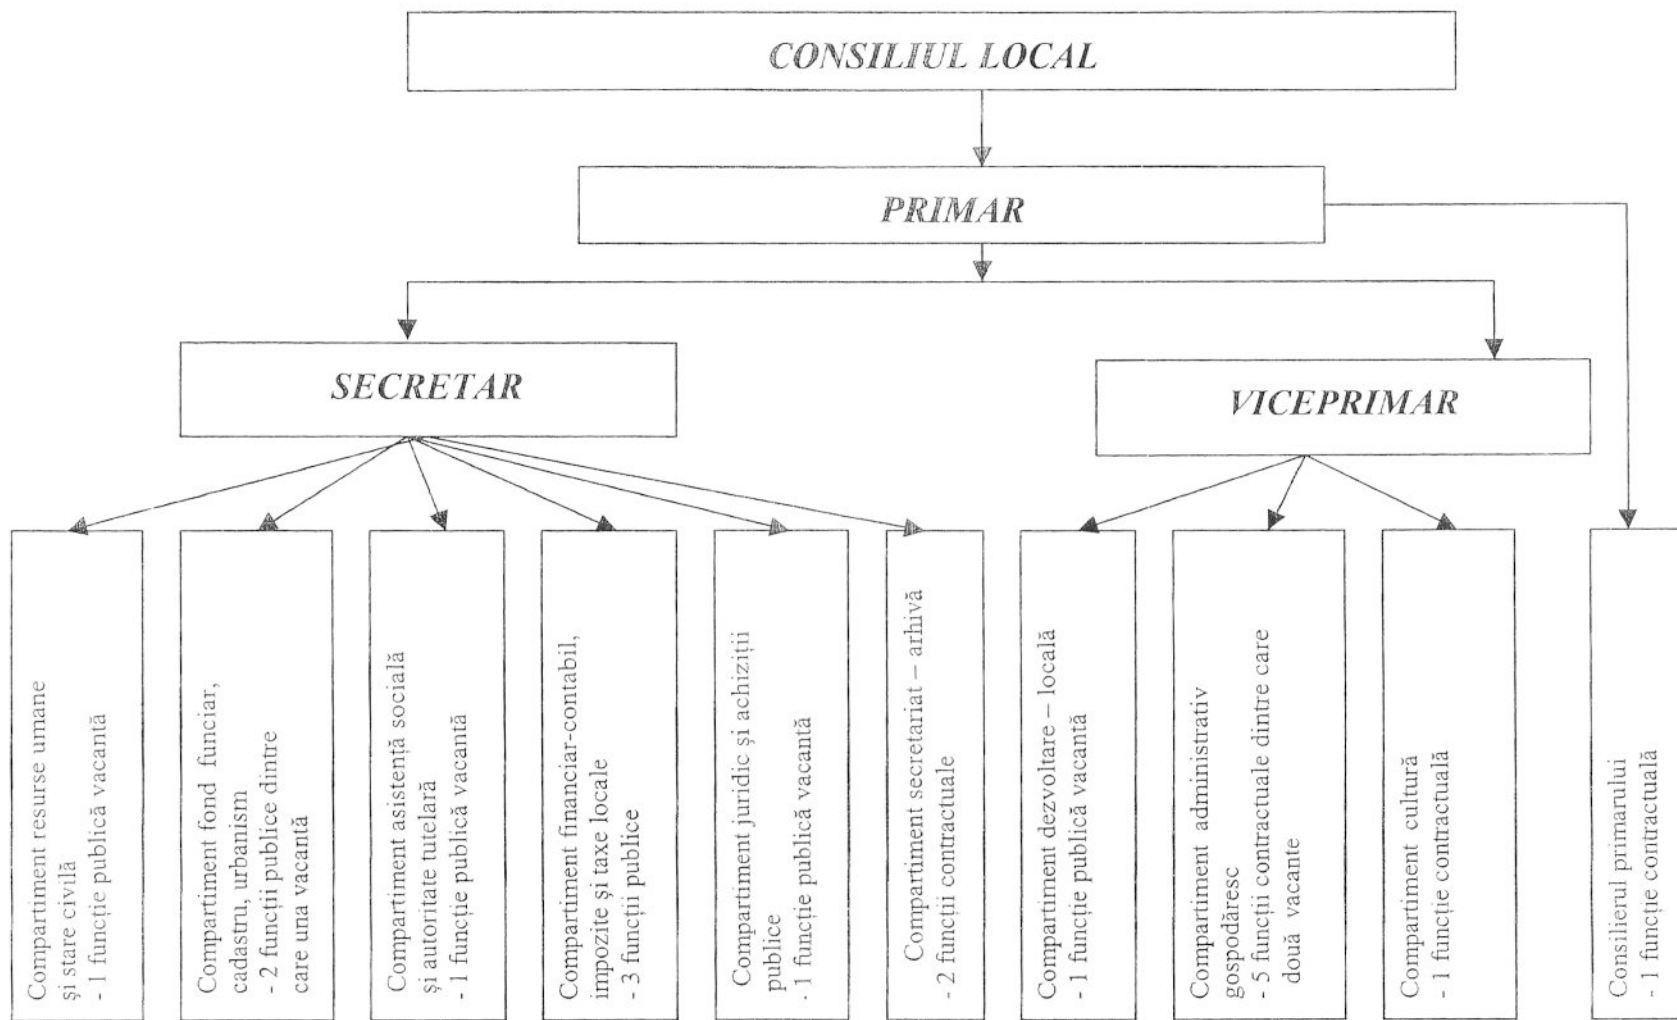 CONSILIUL LOCAL
PRIMAR
SECRETAR
VICEPRIMAR
Compartiment resurse umane
și stare civilă
- 1 funcție publică vacantă
Compartiment fond funciar,
cadastru, urbanism
- 2 funcții publice dintre
care una vacantă
Compartiment asistență socială
și autoritate tutelară
- 1 funcție publică vacantă
Compartiment financiar-contabil,
impozite și taxe locale
- 3 funcții publice
Compartiment juridic și achiziții
publice
- 1 funcție publică vacantă
Compartiment secretariat – arhivă
- 2 funcții contractuale
Compartiment dezvoltare – locală
- 1 funcție publică vacantă
Compartiment administrativ
gospodăresc
- 5 funcții contractuale dintre care
două vacante
Compartiment cultură
- 1 funcție contractuală
Consilierul primarului
- 1 funcție contractuală